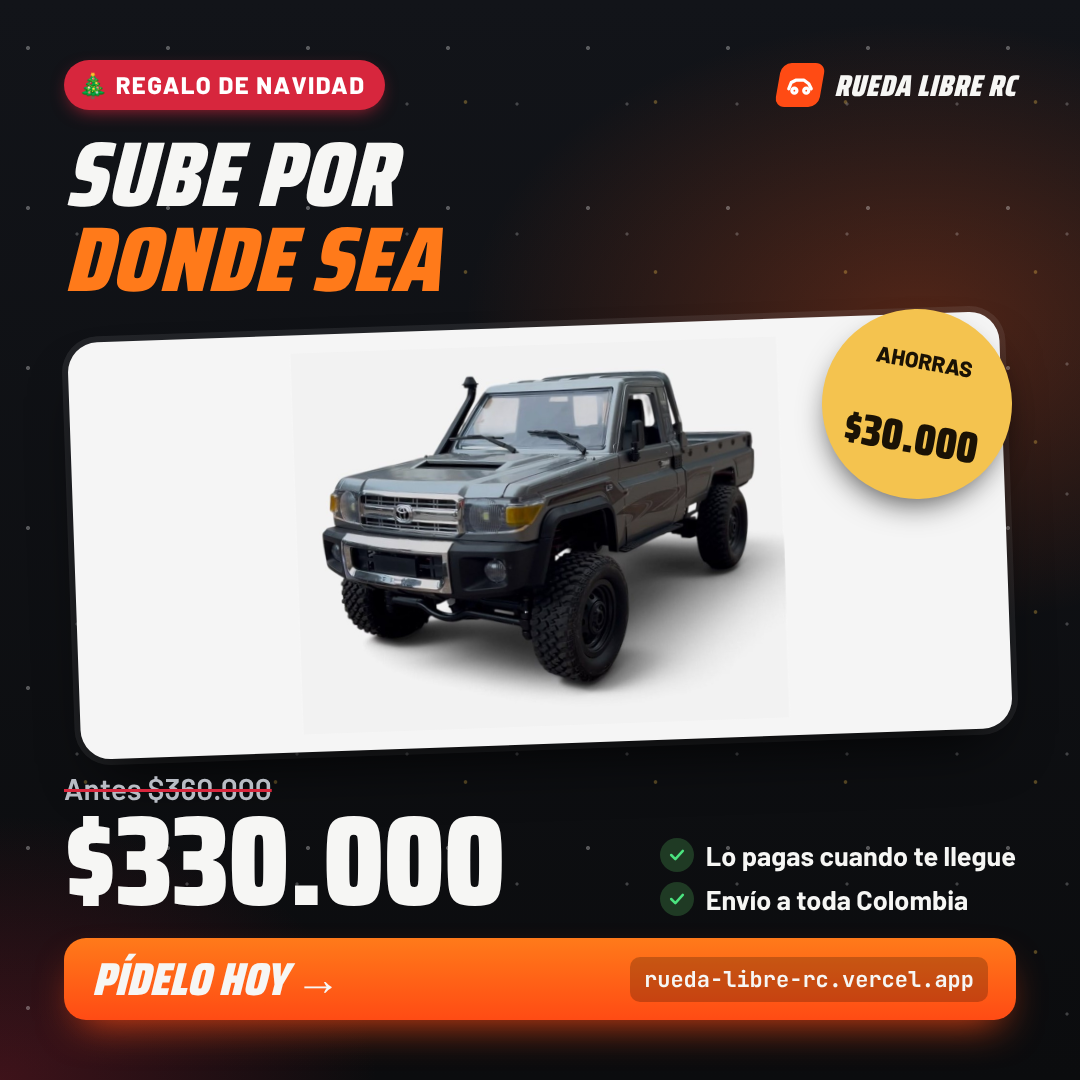 🎄 REGALO DE NAVIDAD
RUEDA LIBRE RC
SUBE POR
DONDE SEA
AHORRAS
$30.000
Antes $360.000
$330.000
Lo pagas cuando te llegue
Envío a toda Colombia
PÍDELO HOY →
rueda-libre-rc.vercel.app